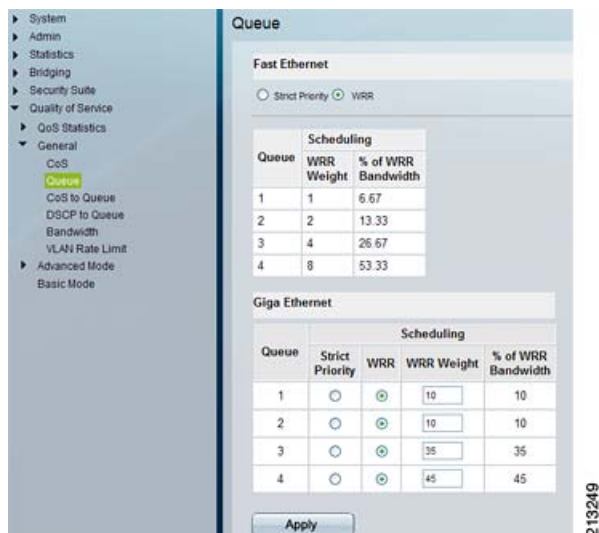 System
Admin
Statistics
Bridging
Security Suite
Quality of Service
QoS Statistics
General
CoS
Queue
CoS to Queue
DSCP to Queue
Bandwidth
VLAN Rate Limit
Advanced Mode
Basic Mode
Queue
Fast Ethernet
Strict Priority WRR
Queue Scheduling
WRR Weight % of WRR Bandwidth
1 1 6.67
2 2 13.33
3 4 26.67
4 8 53.33
Giga Ethernet
Queue Scheduling
Strict Priority WRR WRR Weight % of WRR Bandwidth
1 10 10
2 10 10
3 35 35
4 45 45
Apply
213249